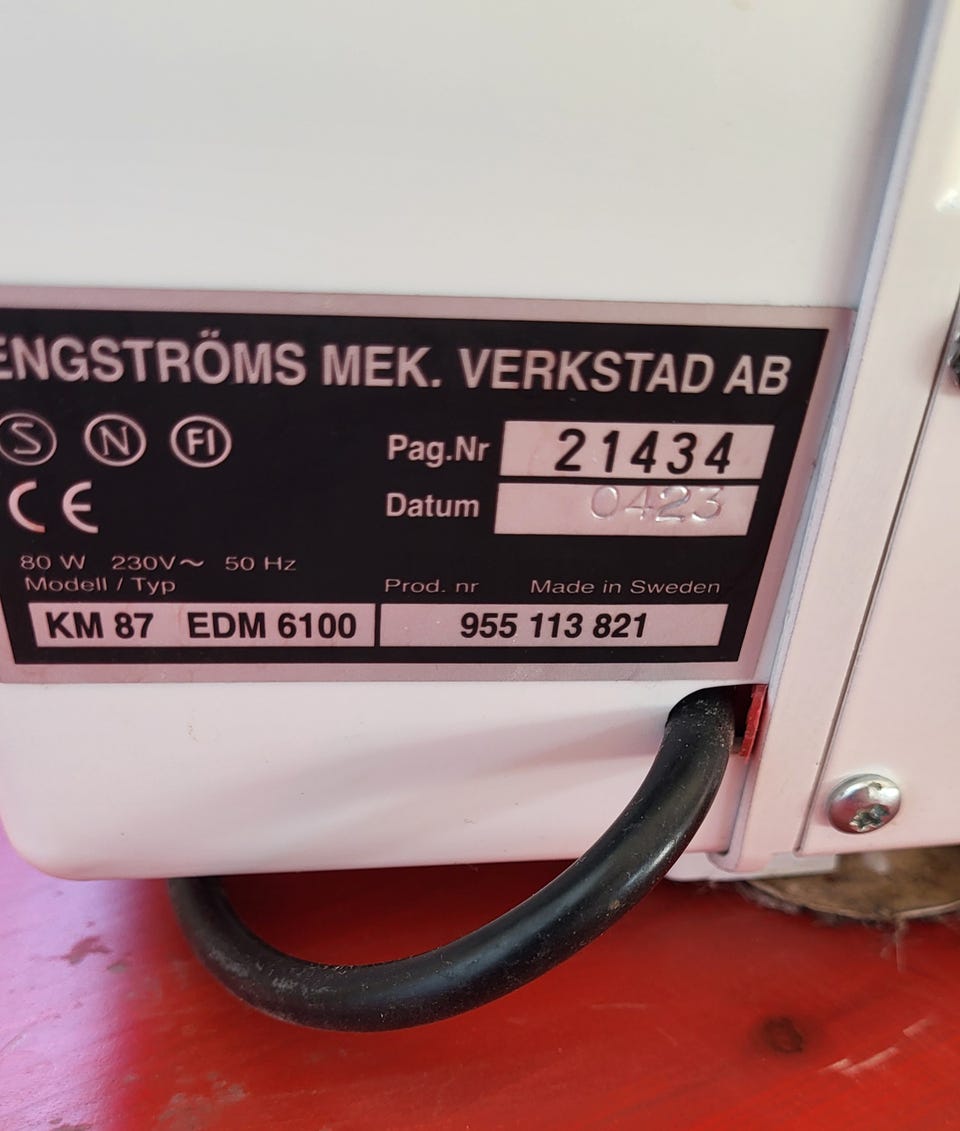 ENGSTRÖMS MEK. VERKSTAD AB
S N FI
Pag.Nr 21434
CE
Datum 0423
80 W 230V~ 50 Hz
Modell / Typ
Prod. nr Made in Sweden
KM 87 EDM 6100 955 113 821